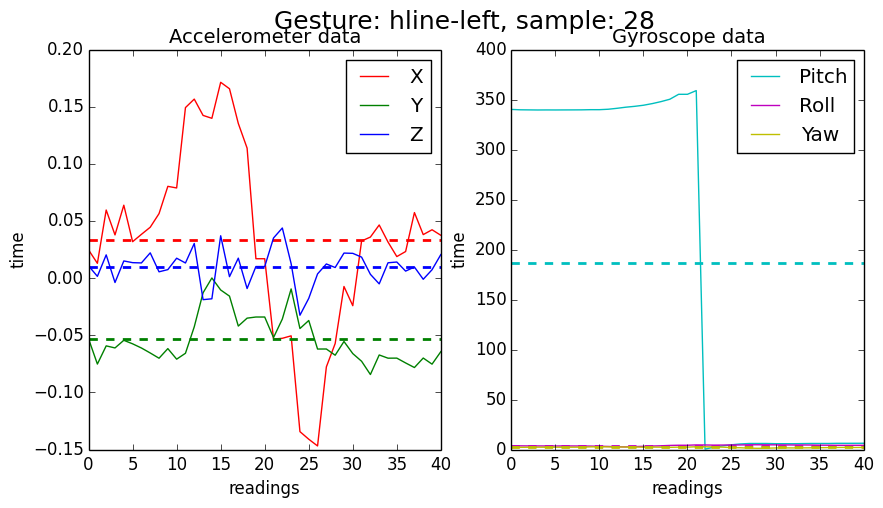 Gesture: hline-left, sample: 28
Accelerometer data
0.20
0.15
0.10
0.05
0.00
−0.05
−0.10
−0.15
time
0 5 10 15 20 25 30 35 40
readings
X
Y
Z
Gyroscope data
400
350
300
250
200
150
100
50
0
time
0 5 10 15 20 25 30 35 40
readings
Pitch
Roll
Yaw